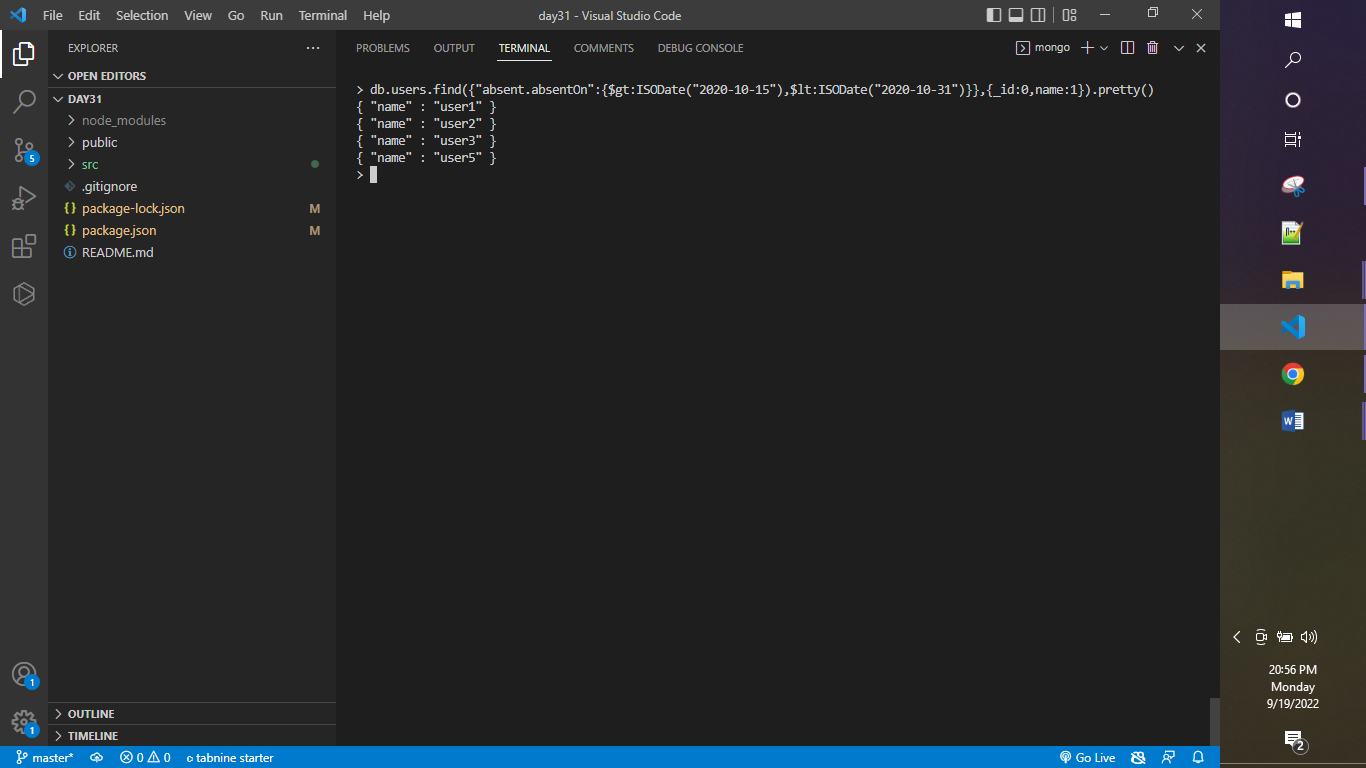 File Edit Selection View Go Run Terminal Help
day31 - Visual Studio Code
EXPLORER
OPEN EDITORS
DAY31
node_modules
public
src
.gitignore
package-lock.json M
package.json M
README.md
OUTLINE
TIMELINE
5
1
1
PROBLEMS OUTPUT TERMINAL COMMENTS DEBUG CONSOLE
mongo
> db.users.find({"absent.absentOn":{$gt:ISODate("2020-10-15"),$lt:ISODate("2020-10-31")}},{_id:0,name:1}).pretty()
{ "name" : "user1" }
{ "name" : "user2" }
{ "name" : "user3" }
{ "name" : "user5" }
>
master* 0 0 tabnine starter
Go Live
W
20:56 PM
Monday
9/19/2022
2